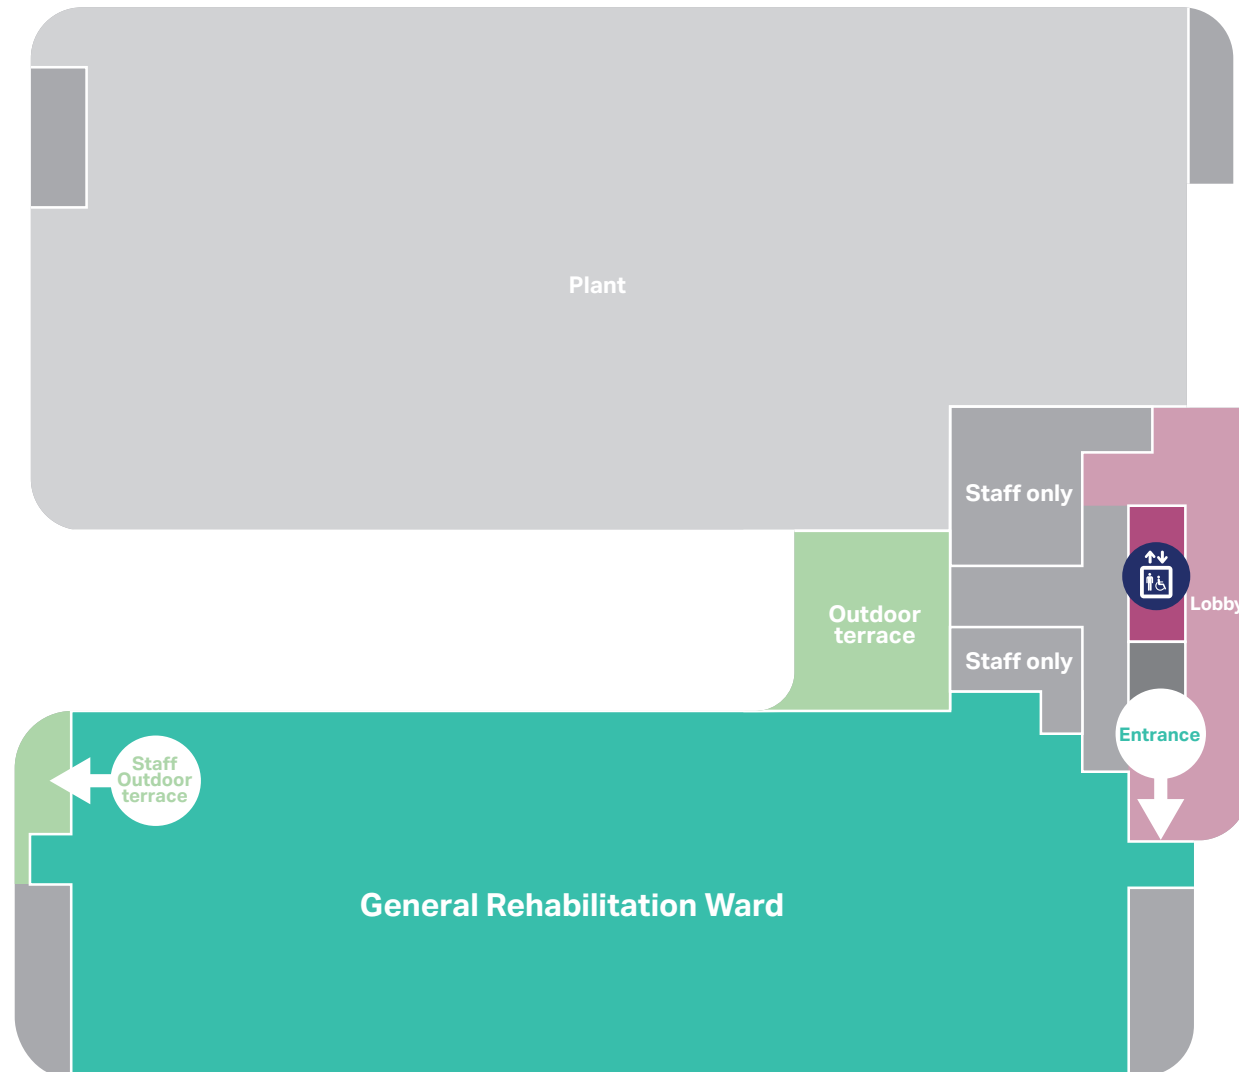 Plant
Staff only
Lobby
Outdoor
terrace
Staff only
Entrance
Staff
Outdoor
terrace
General Rehabilitation Ward